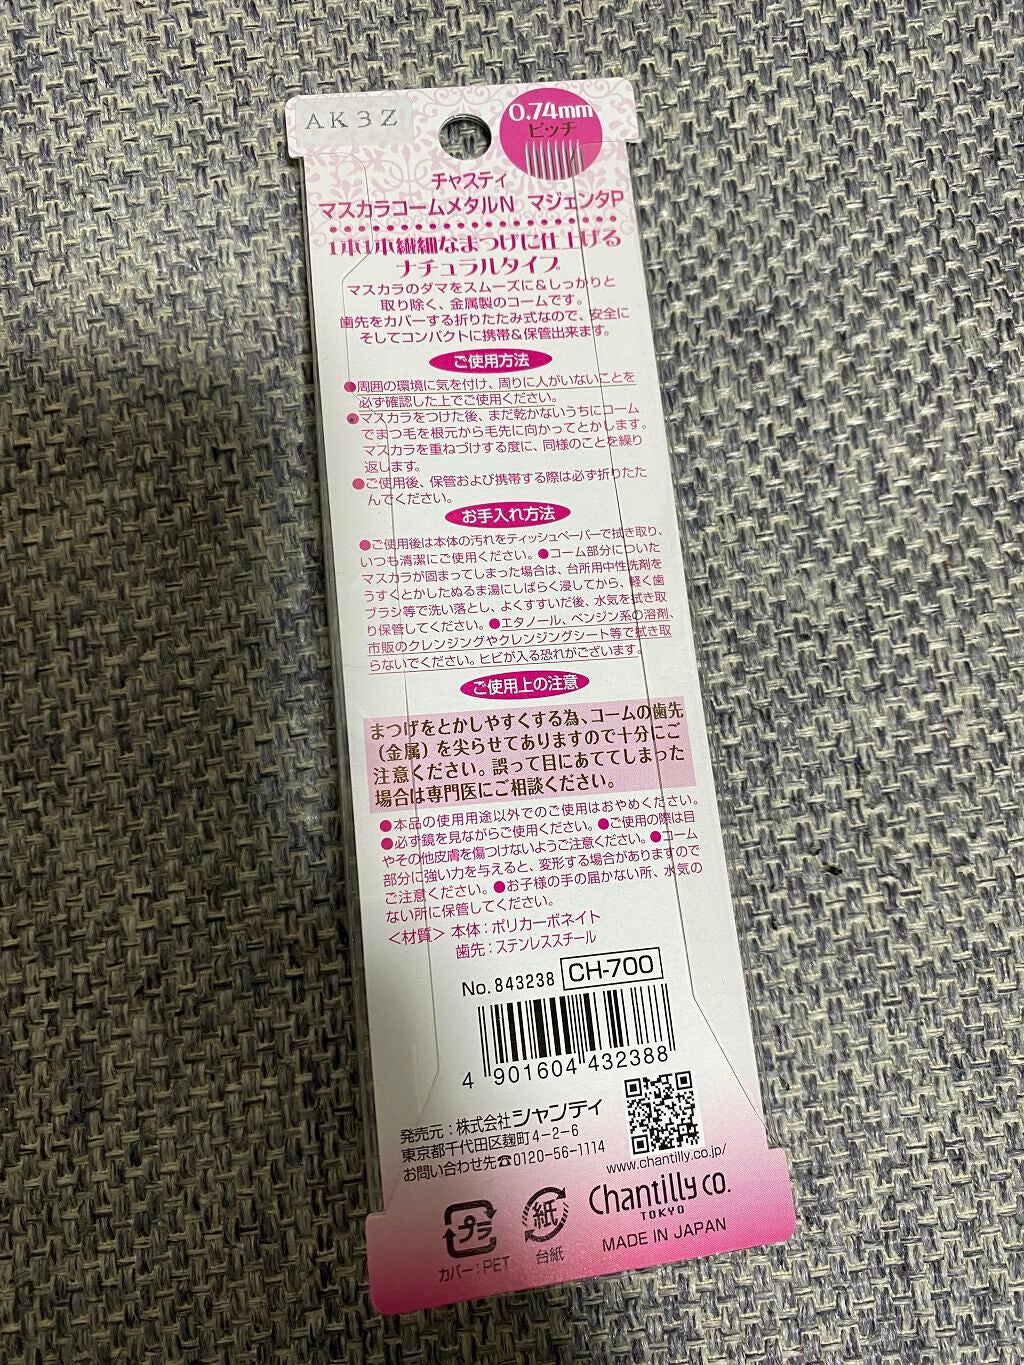 AK3Z
0.74mm
ピッチ
チャスティ
マスカラコームメタルN マジェンタP
1本1本繊細なまつげに仕上げる
ナチュラルタイプ
マスカラのダマをスムーズに&しっかりと
取り除く、金属製のコームです。
歯先をカバーする折りたたみ式なので、安全に
そしてコンパクトに携帯&保管出来ます。
ご使用方法
●周囲の環境に気を付け、周りに人がいないことを
必ず確認した上でご使用ください。
●マスカラをつけた後、まだ乾かないうちにコーム
でまつ毛を根元から毛先に向かってとかします。
マスカラを重ねづけする度に、同様のことを繰り
返します。
●ご使用後、保管および携帯する際は必ず折りたた
んでください。
お手入れ方法
●ご使用後は本体の汚れをティッシュペーパーで拭き取り、
いつも清潔にご使用ください。●コーム部分についた
マスカラが固まってしまった場合は、台所用中性洗剤を
うすくとかしたぬるま湯にしばらく浸してから、軽く歯
ブラシ等で洗い落とし、よくすすいだ後、水気を拭き取
り保管してください。●エタノール、ベンジン系の溶剤、
市販のクレンジングやクレンジングシート等で拭き取
らないでください。ヒビが入る恐れがございます。
ご使用上の注意
まつげをとかしやすくする為、コームの歯先
(金属)を尖らせてありますので十分にご
注意ください。誤って目にあててしまった
場合は専門医にご相談ください。
●本品の使用用途以外でのご使用はおやめください。
●必ず鏡を見ながらご使用ください。●ご使用の際は目
やその他皮膚を傷つけないようご注意ください。●コーム
部分に強い力を与えると、変形する場合がありますので
ご注意ください。●お子様の手の届かない所、水気の
ない所に保管してください。
<材質>本体:ポリカーボネイト
歯先:ステンレススチール
No.843238 CH-700
4 901604 432388
発売元:株式会社シャンティ
東京都千代田区麹町4-2-6
お問い合わせ先☎0120-56-1114
www.chantilly.co.jp/
プラ
カバー:PET
紙
台紙
Chantilly co.
TOKYO
MADE IN JAPAN